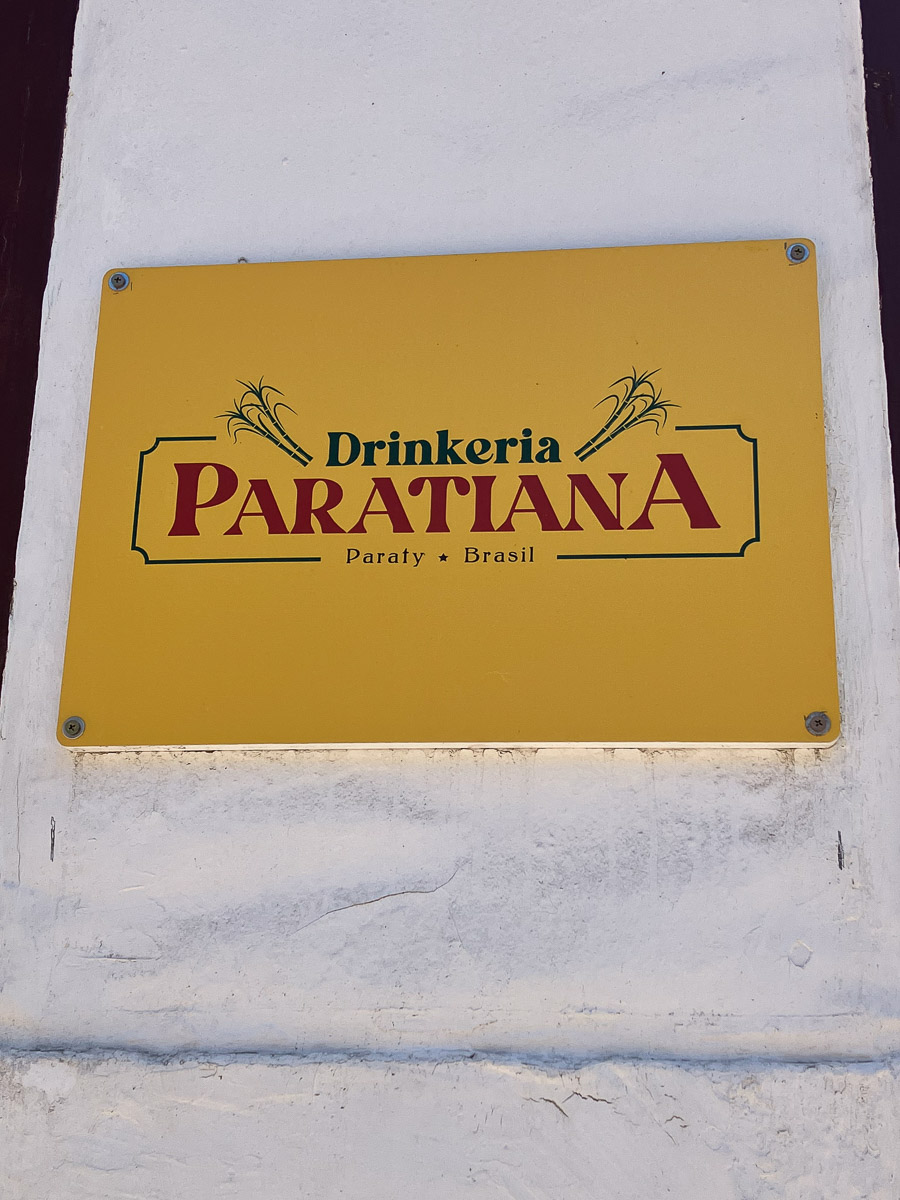 Drinkeria
PARATIANA
Paraty ★ Brasil